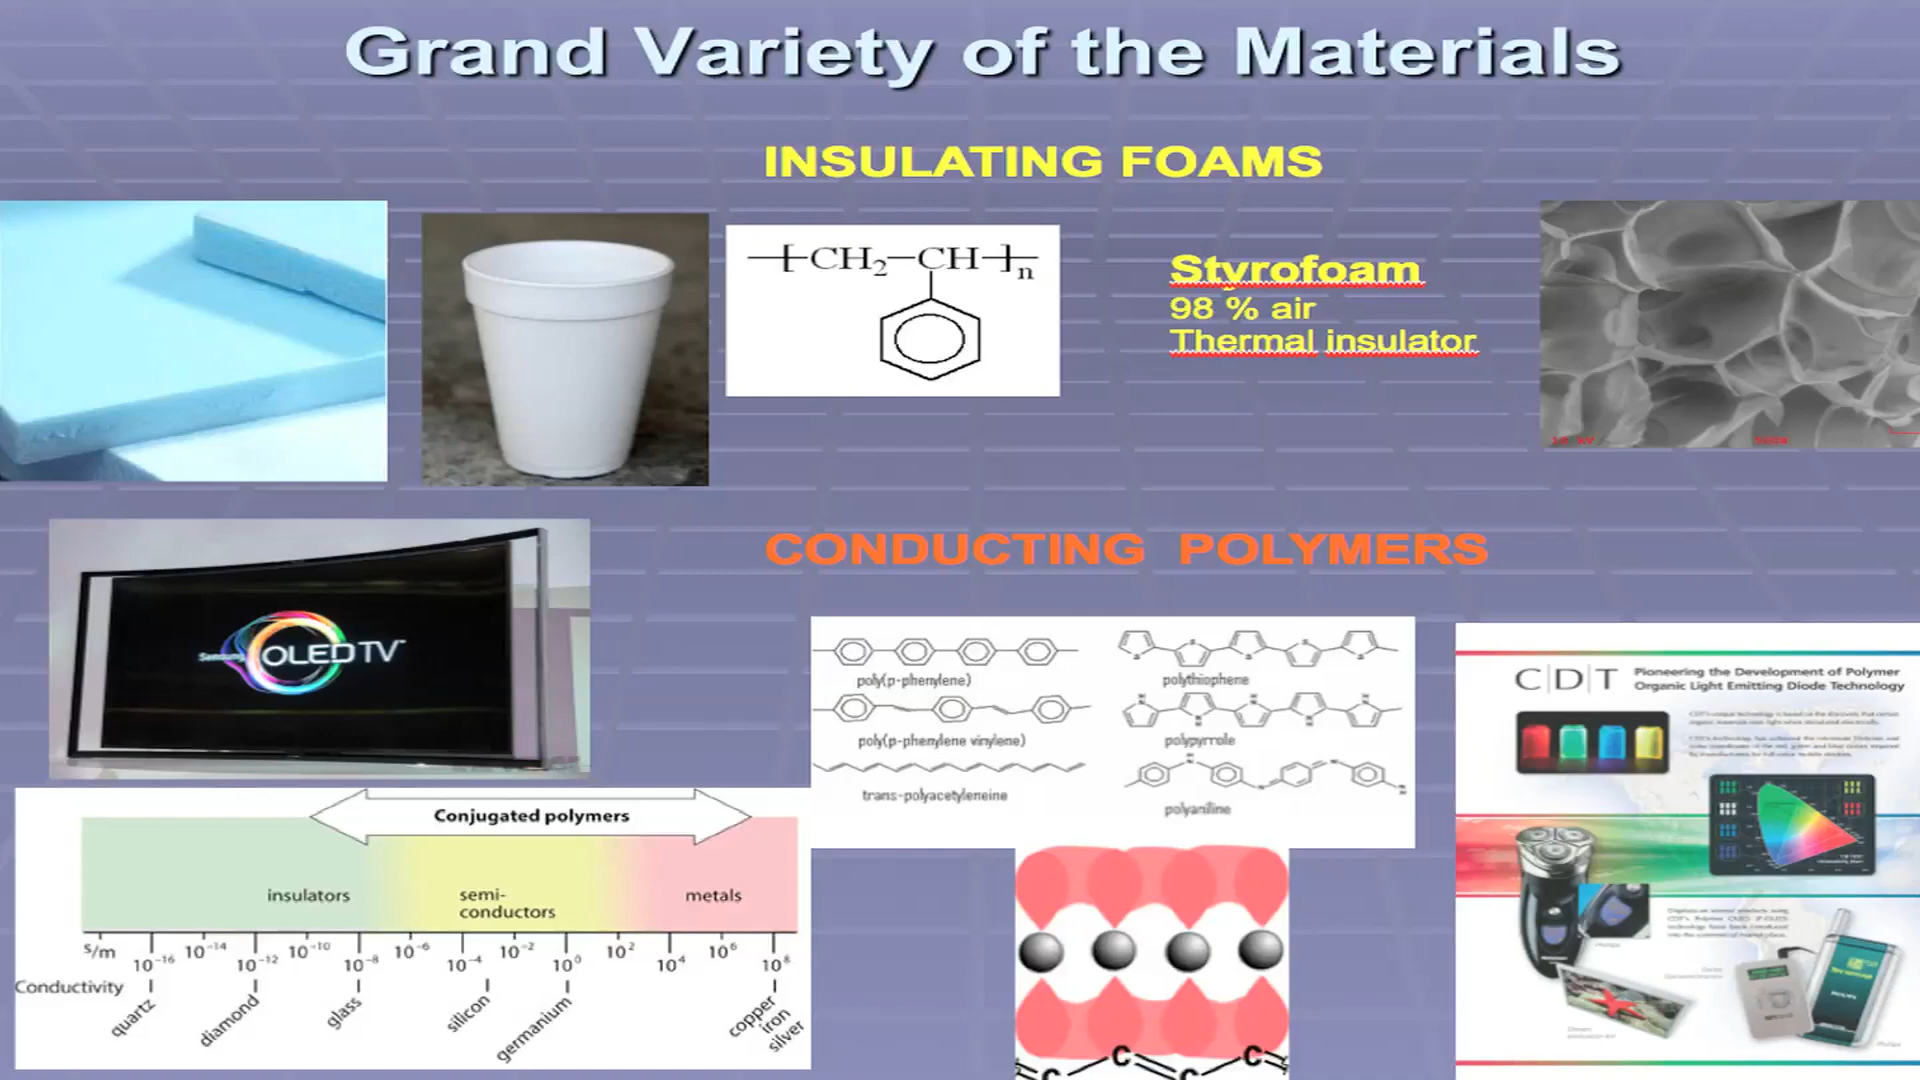 Grand Variety of the Materials
INSULATING FOAMS
—[CH₂—CH—]n
Styrofoam
98 % air
Thermal insulator
CONDUCTING POLYMERS
Samsung OLED TV™
poly(p-phenylene)
polythiophene
poly(p-phenylene vinylene)
polypyrrole
trans-polyacetyleneine
polyaniline
C|D|T
Pioneering the Development of Polymer
Organic Light Emitting Diode Technology
Conjugated polymers
insulators
semi-
conductors
metals
S/m
10⁻¹⁶ 10⁻¹⁴ 10⁻¹² 10⁻¹⁰ 10⁻⁸ 10⁻⁶ 10⁻⁴ 10⁻² 10⁰ 10² 10⁴ 10⁶ 10⁸
Conductivity
quartz
diamond
glass
silicon
germanium
copper
iron
silver
C C C C